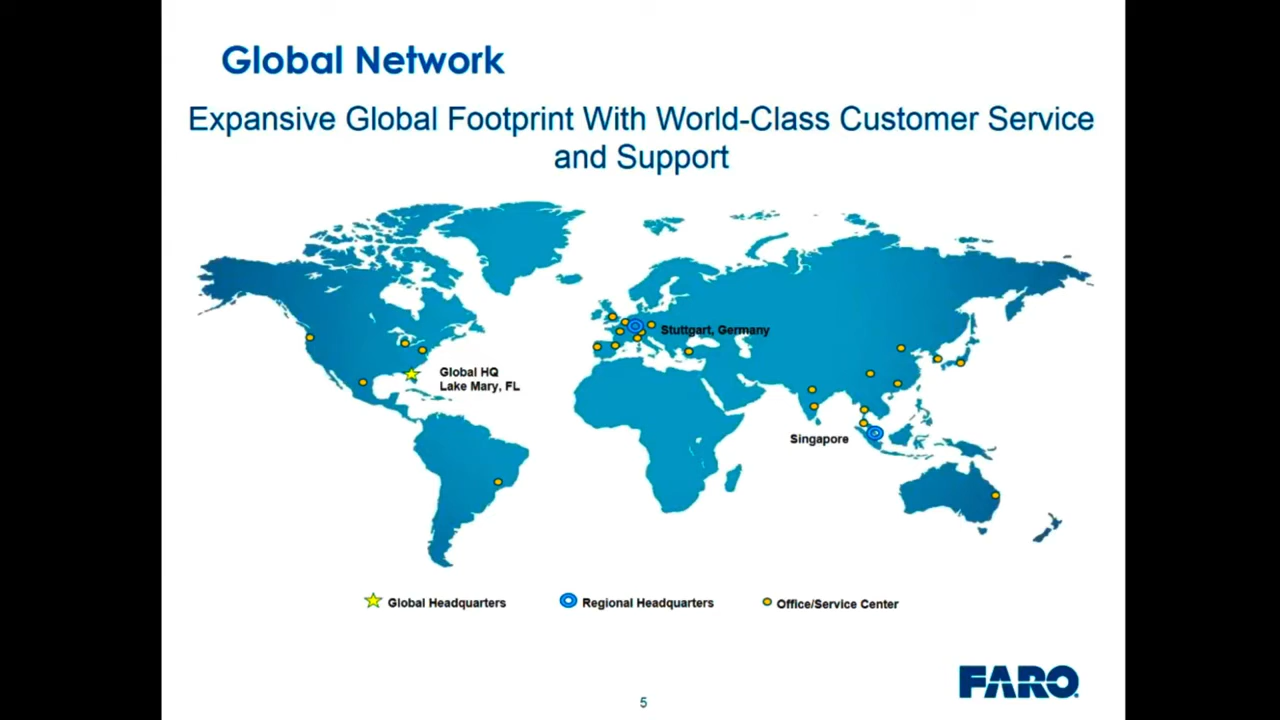 Global Network
Expansive Global Footprint With World-Class Customer Service
and Support
Stuttgart, Germany
Global HQ
Lake Mary, FL
Singapore
Global Headquarters
Regional Headquarters
Office/Service Center
FARO
5